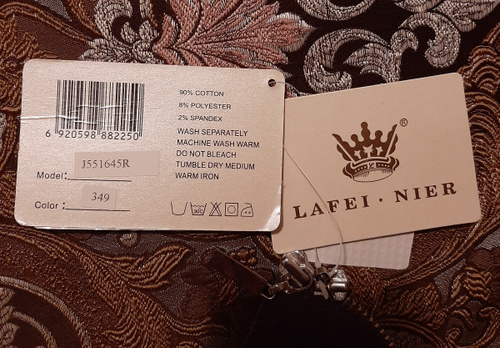 6 920598 882250
Model: J551645R
Color: 349
90% COTTON
8% POLYESTER
2% SPANDEX
WASH SEPARATELY
MACHINE WASH WARM
DO NOT BLEACH
TUMBLE DRY MEDIUM
WARM IRON
®
LAFEI · NIER